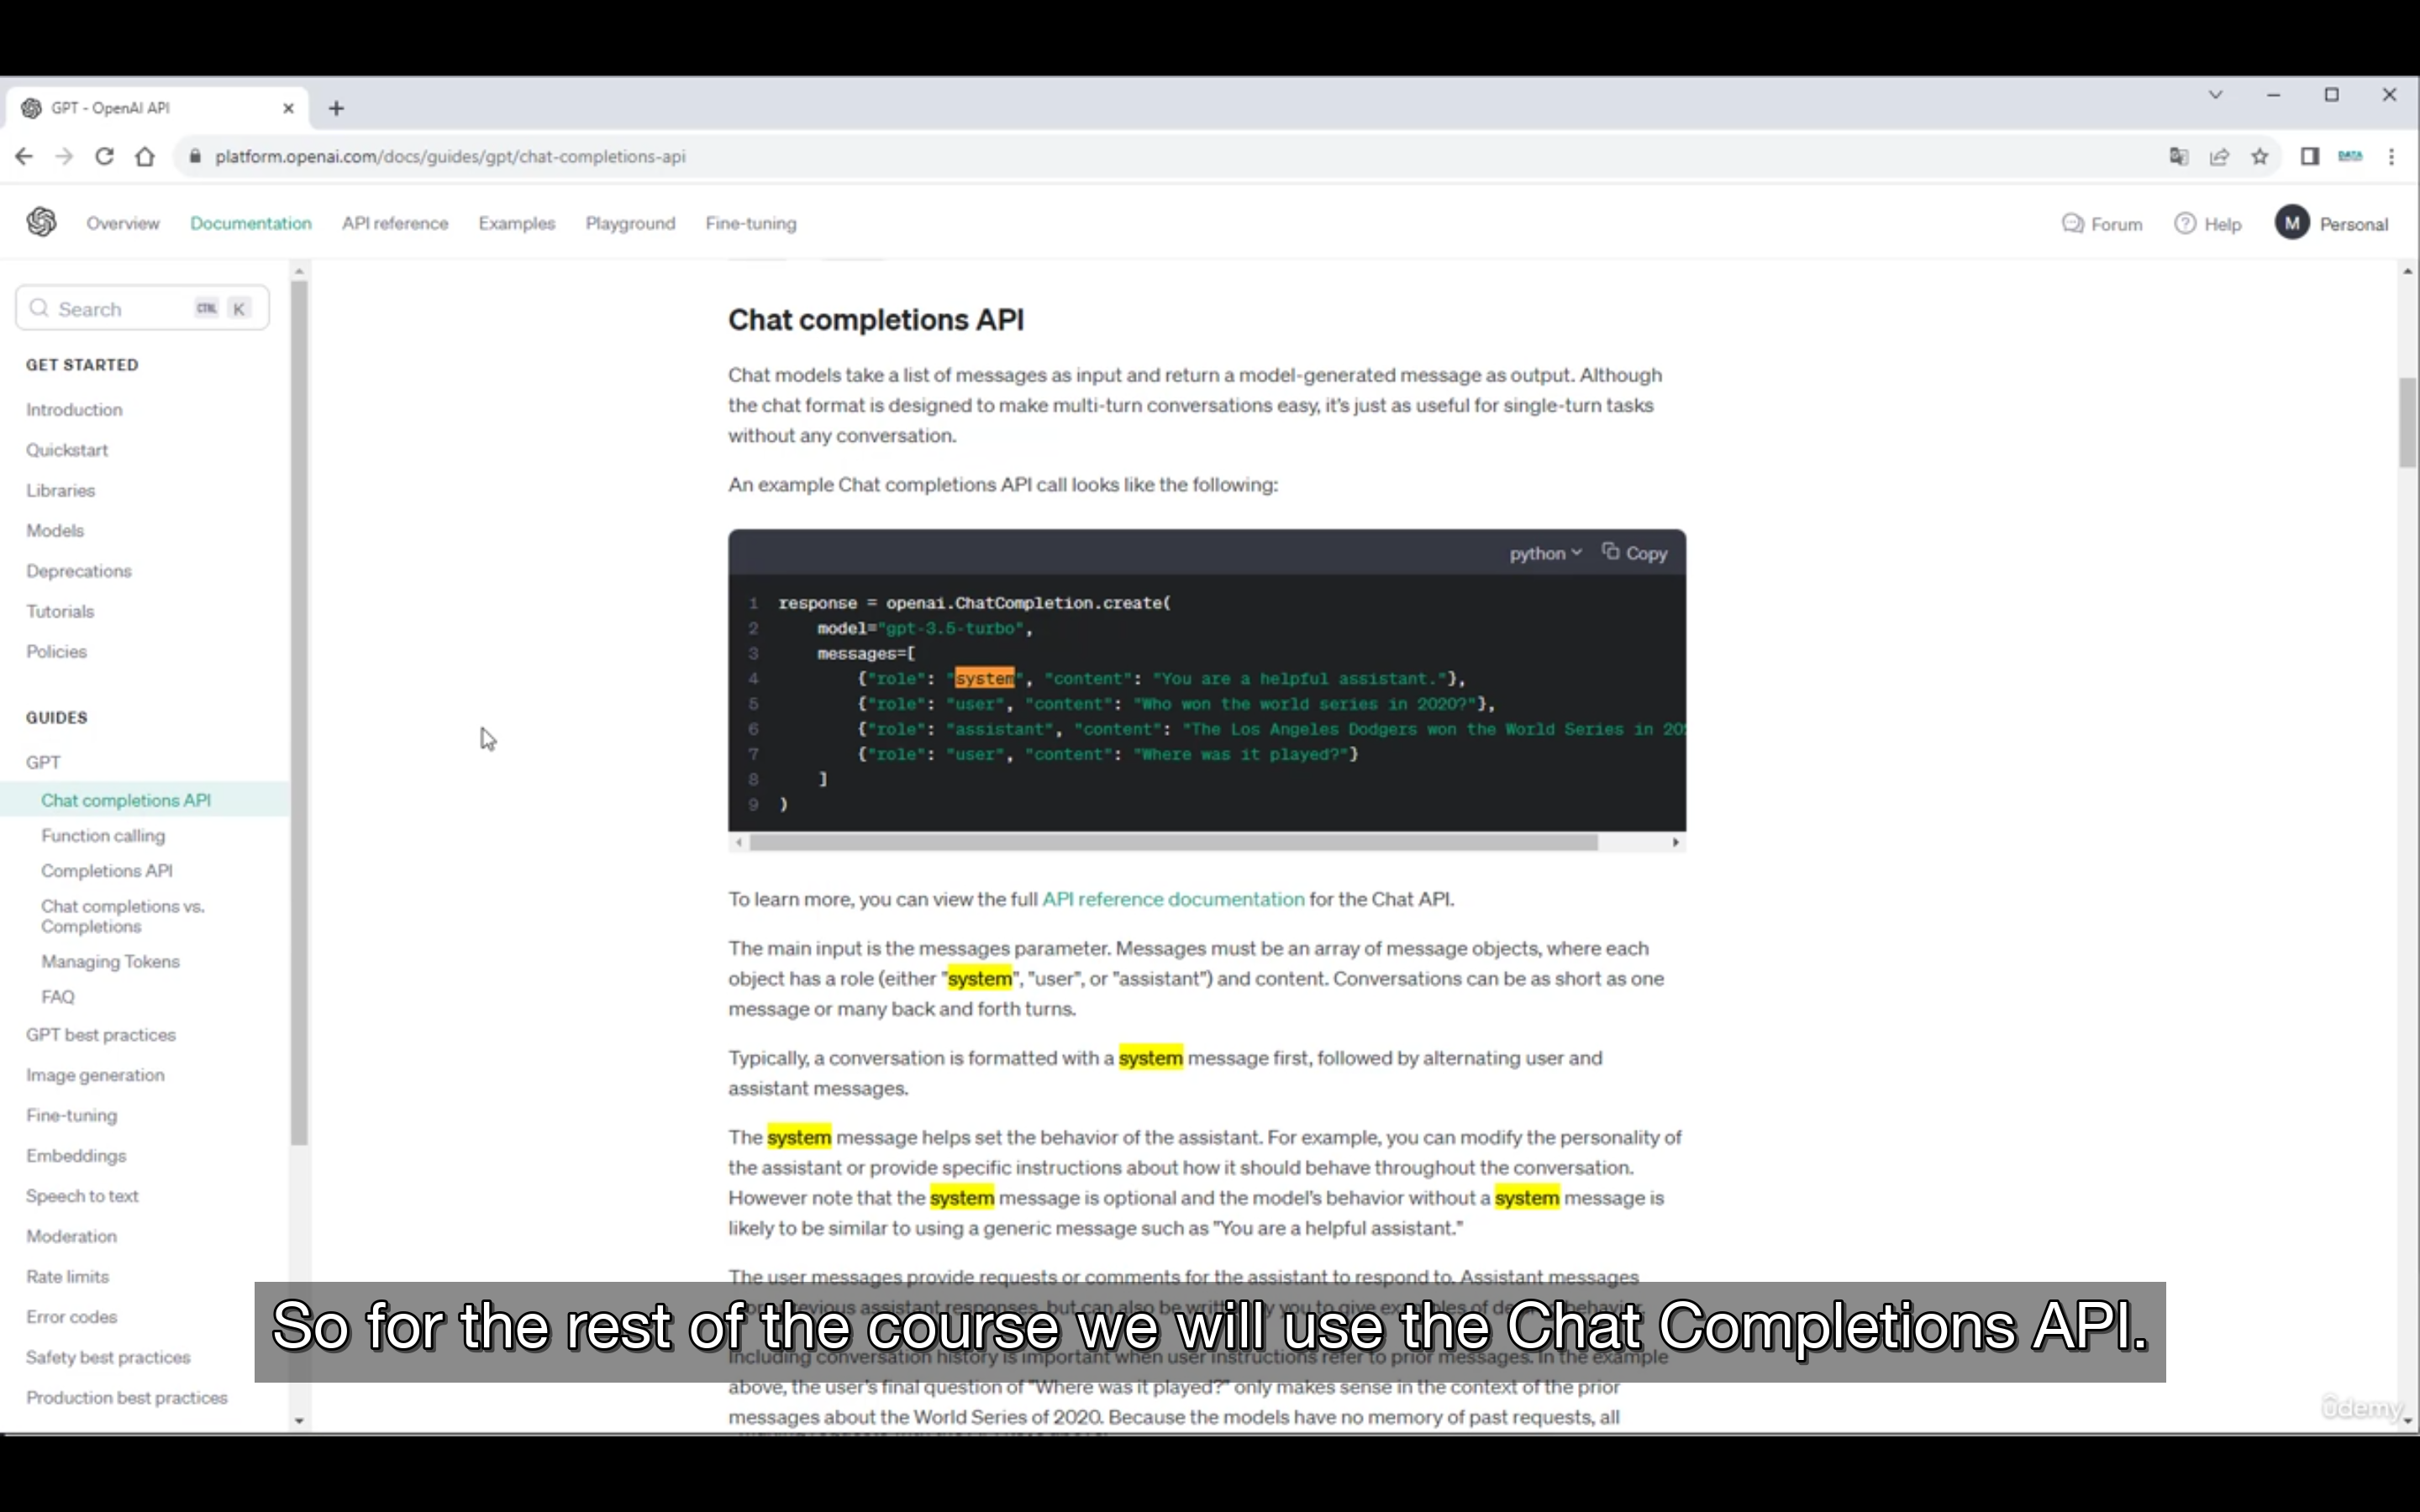 GPT - OpenAI API
platform.openai.com/docs/guides/gpt/chat-completions-api
DATA
Overview Documentation API reference Examples Playground Fine-tuning Forum Help M Personal
Search CTRL K
GET STARTED
Introduction
Quickstart
Libraries
Models
Deprecations
Tutorials
Policies
GUIDES
GPT
Chat completions API
Function calling
Completions API
Chat completions vs.
Completions
Managing Tokens
FAQ
GPT best practices
Image generation
Fine-tuning
Embeddings
Speech to text
Moderation
Rate limits
Error codes
Safety best practices
Production best practices
Chat completions API
Chat models take a list of messages as input and return a model-generated message as output. Although
the chat format is designed to make multi-turn conversations easy, it's just as useful for single-turn tasks
without any conversation.
An example Chat completions API call looks like the following:
python Copy
1 response = openai.ChatCompletion.create(
2 model="gpt-3.5-turbo",
3 messages=[
4 {"role": "system", "content": "You are a helpful assistant."},
5 {"role": "user", "content": "Who won the world series in 2020?"},
6 {"role": "assistant", "content": "The Los Angeles Dodgers won the World Series in 20
7 {"role": "user", "content": "Where was it played?"}
8 ]
9 )
To learn more, you can view the full API reference documentation for the Chat API.
The main input is the messages parameter. Messages must be an array of message objects, where each
object has a role (either "system", "user", or "assistant") and content. Conversations can be as short as one
message or many back and forth turns.
Typically, a conversation is formatted with a system message first, followed by alternating user and
assistant messages.
The system message helps set the behavior of the assistant. For example, you can modify the personality of
the assistant or provide specific instructions about how it should behave throughout the conversation.
However note that the system message is optional and the model's behavior without a system message is
likely to be similar to using a generic message such as "You are a helpful assistant."
The user messages provide requests or comments for the assistant to respond to. Assistant messages
previous assistant responses, but can also be you to give examples of behavior.
So for the rest of the course we will use the Chat Completions API.
Including conversation history is important when user instructions refer to prior messages. In the example
above, the user's final question of "Where was it played?" only makes sense in the context of the prior
messages about the World Series of 2020. Because the models have no memory of past requests, all
ûdemy